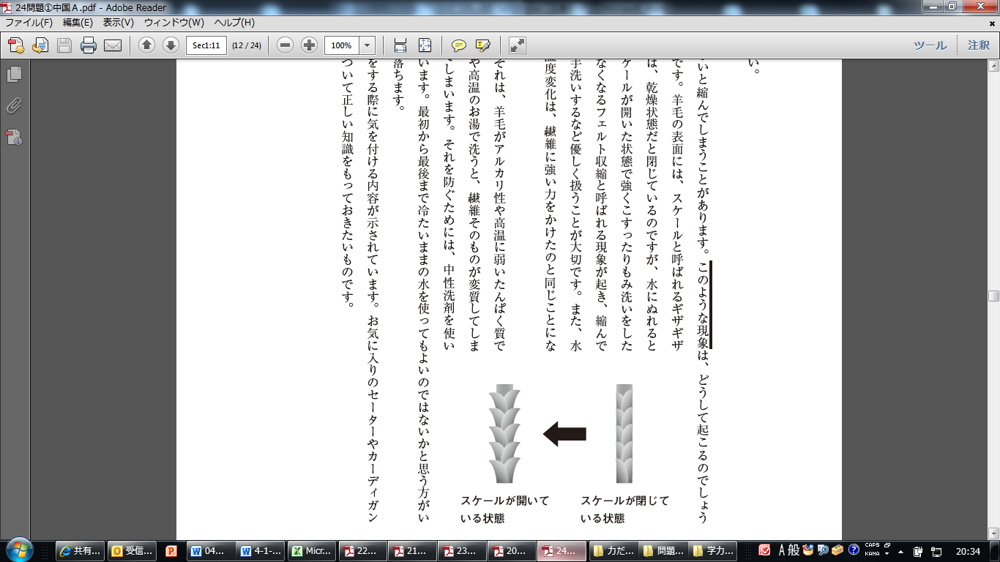 24問題①中国Ａ.pdf - Adobe Reader
ファイル(F) 編集(E) 表示(V) ウィンドウ(W) ヘルプ(H)
Sec1:11 (12 / 24) 100% ツール 注釈
い。
いと縮んでしまうことがあります。このような現象は、どうして起こるのでしょう
です。羊毛の表面には、スケールと呼ばれるギザギザ
は、乾燥状態だと閉じているのですが、水にぬれると
ケールが開いた状態で強くこすったりもみ洗いをした
なくなるフェルト収縮と呼ばれる現象が起き、縮んで
手洗いするなど優しく扱うことが大切です。また、水
温度変化は、繊維に強い力をかけたのと同じことにな
それは、羊毛がアルカリ性や高温に弱いたんぱく質で
や高温のお湯で洗うと、繊維そのものが変質してしま
てしまいます。それを防ぐためには、中性洗剤を使い
います。最初から最後まで冷たいままの水を使ってもよいのではないかと思う方がい
落ちます。
をする際に気を付ける内容が示されています。お気に入りのセーターやカーディガン
ついて正しい知識をもっておきたいものです。
スケールが閉じて
いる状態
スケールが開いて
いる状態
共有... 受信... 04... 4-1-... Micr... 22... 21... 23... 20... 24... 力だ... 問題... 学力... A 般 CAPS KANA 20:34